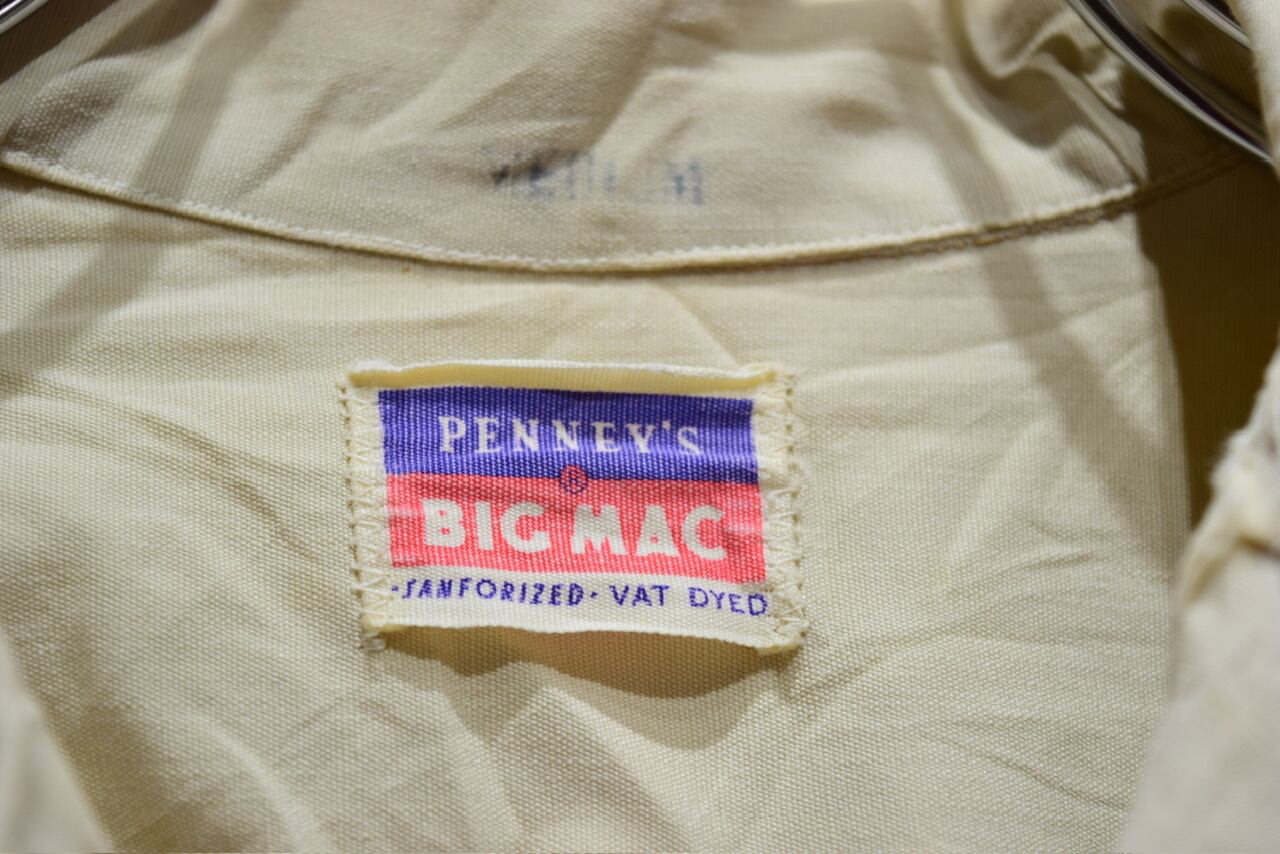 PENNEY'S
®
BIG MAC
·SANFORIZED· VAT DYED